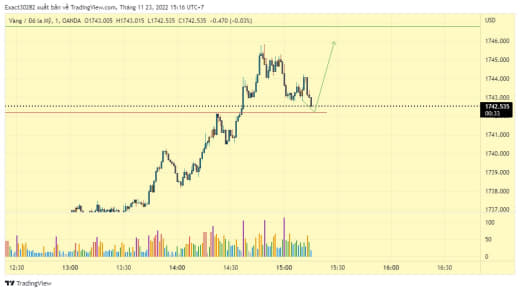 Exact30282 xuất bản về TradingView.com, Tháng 11 23, 2022 15:16 UTC+7
Vàng / Đô la Mỹ, 1, OANDA O1743.005 H1743.015 L1742.535 C1742.535 -0.470 (-0.03%)
USD
1746.000
1745.000
1744.000
1743.000
1742.535
00:33
1741.000
1740.000
1739.000
1738.000
1737.000
100
50
0
12:30 13:00 13:30 14:00 14:30 15:00 15:30 16:00 16:30
TradingView